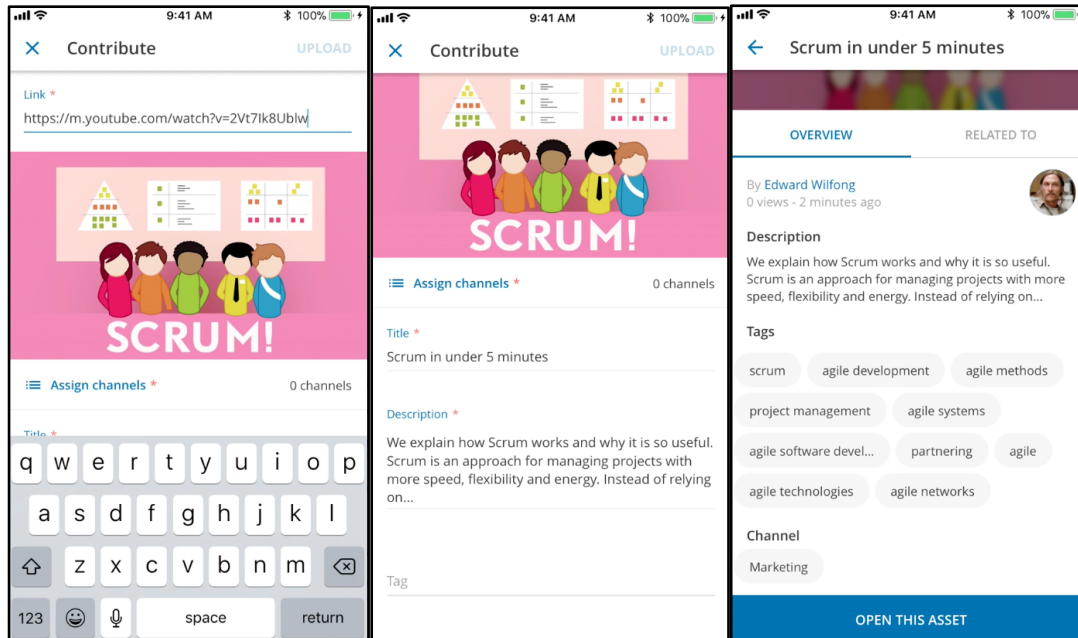 9:41 AM
100%
Contribute
UPLOAD
Link *
https://m.youtube.com/watch?v=2Vt7Ik8Ublw
SCRUM!
Assign channels *
0 channels
Title *
q w e r t y u i o p
a s d f g h j k l
z x c v b n m
123
space
return
9:41 AM
100%
Contribute
UPLOAD
SCRUM!
Assign channels *
0 channels
Title *
Scrum in under 5 minutes
Description *
We explain how Scrum works and why it is so useful.
Scrum is an approach for managing projects with
more speed, flexibility and energy. Instead of relying
on...
Tag
9:41 AM
100%
Scrum in under 5 minutes
OVERVIEW
RELATED TO
By Edward Wilfong
0 views - 2 minutes ago
Description
We explain how Scrum works and why it is so useful.
Scrum is an approach for managing projects with more
speed, flexibility and energy. Instead of relying on...
Tags
scrum
agile development
agile methods
project management
agile systems
agile software devel...
partnering
agile
agile technologies
agile networks
Channel
Marketing
OPEN THIS ASSET